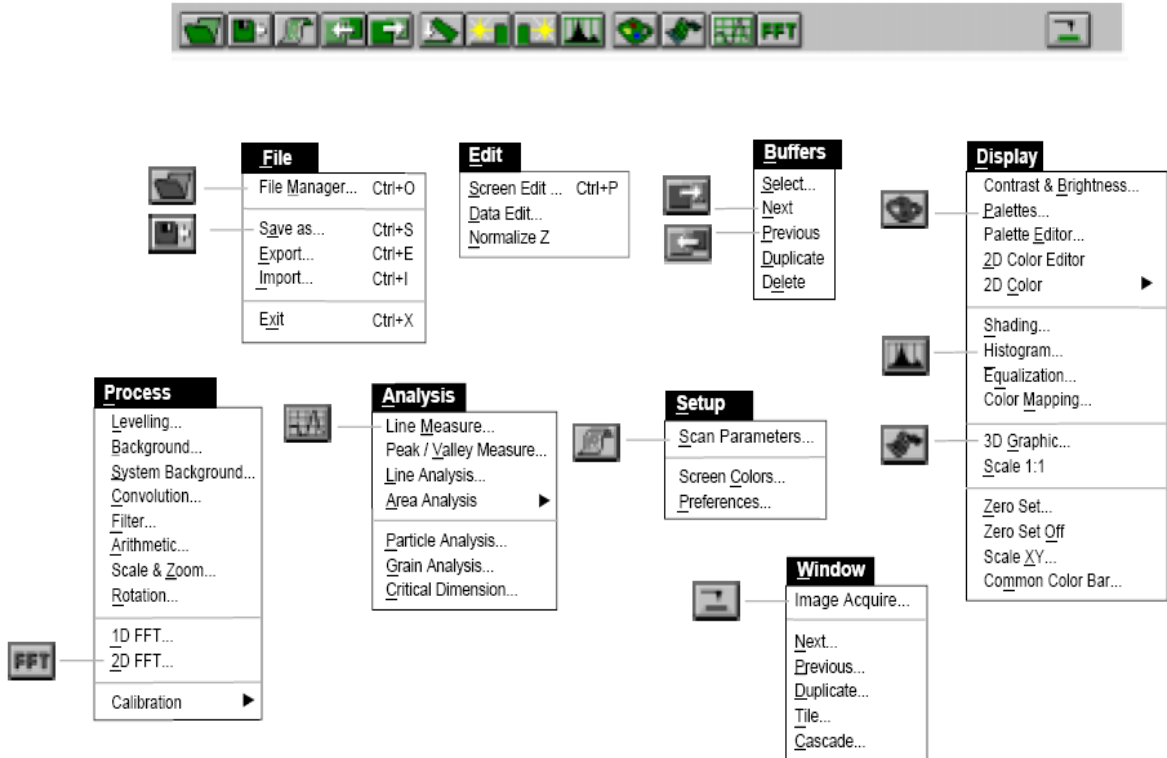 FFT
File
File Manager... Ctrl+O
Save as... Ctrl+S
Export... Ctrl+E
Import... Ctrl+I
Exit Ctrl+X
Edit
Screen Edit ... Ctrl+P
Data Edit...
Normalize Z
Buffers
Select...
Next
Previous
Duplicate
Delete
Display
Contrast & Brightness...
Palettes...
Palette Editor...
2D Color Editor
2D Color
Shading...
Histogram...
Equalization...
Color Mapping...
3D Graphic...
Scale 1:1
Zero Set...
Zero Set Off
Scale XY...
Common Color Bar...
Process
Levelling...
Background...
System Background...
Convolution...
Filter...
Arithmetic...
Scale & Zoom...
Rotation...
1D FFT...
FFT
2D FFT...
Calibration
Analysis
Line Measure...
Peak / Valley Measure...
Line Analysis...
Area Analysis
Particle Analysis...
Grain Analysis...
Critical Dimension...
Setup
Scan Parameters...
Screen Colors...
Preferences...
Window
Image Acquire...
Next...
Previous...
Duplicate...
Tile...
Cascade...